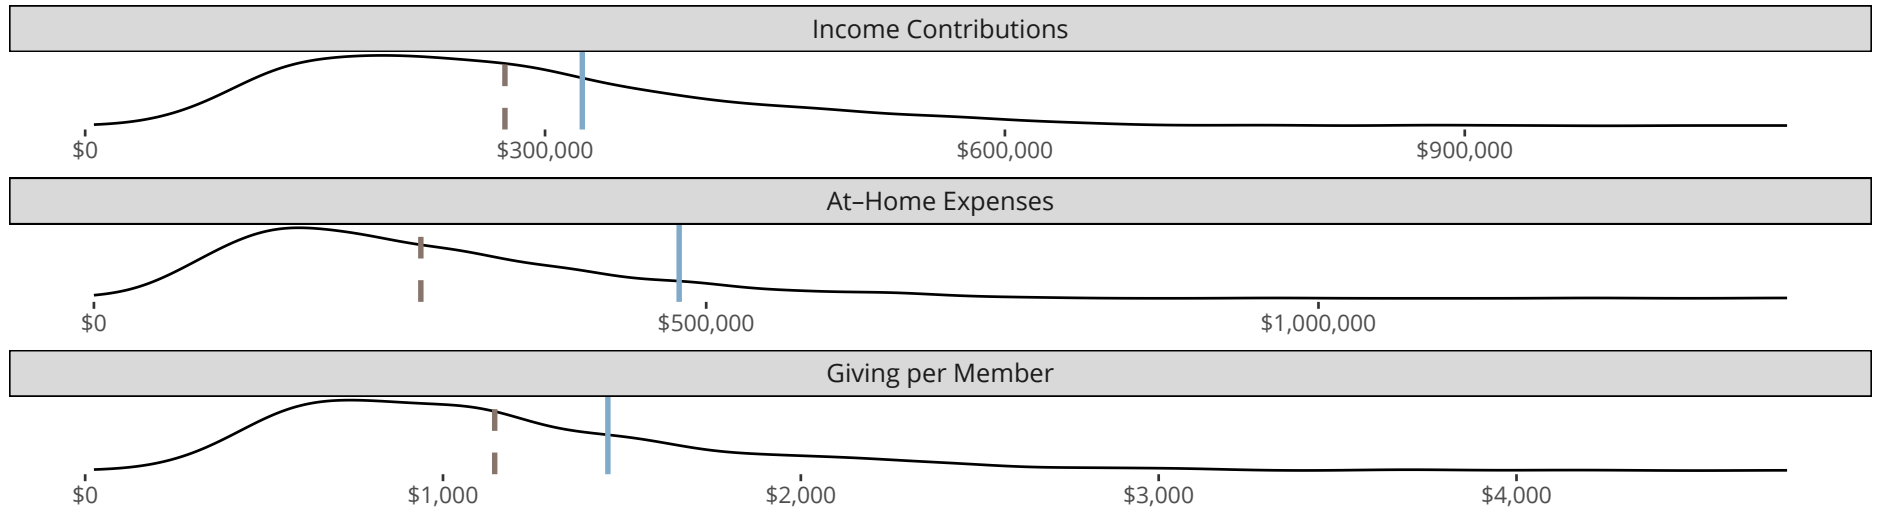 Income Contributions
$0 $300,000 $600,000 $900,000
At–Home Expenses
$0 $500,000 $1,000,000
Giving per Member
$0 $1,000 $2,000 $3,000 $4,000